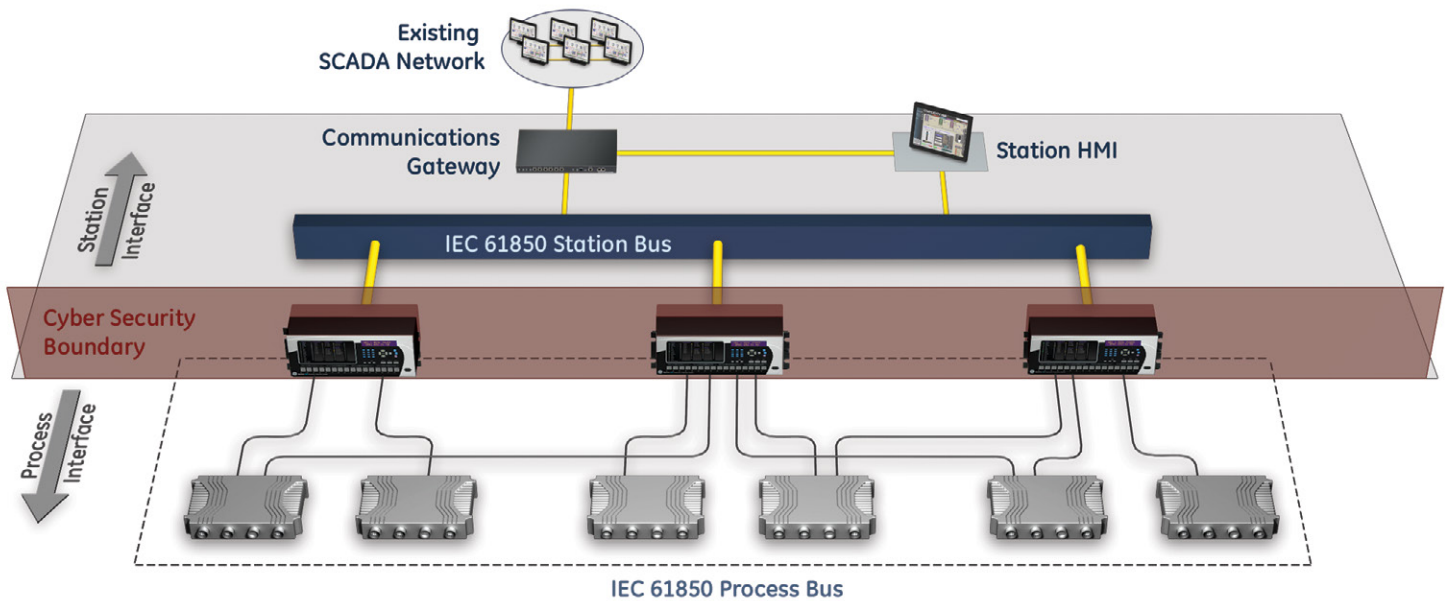 Existing
SCADA Network
Communications
Gateway
Station HMI
Station
Interface
IEC 61850 Station Bus
Cyber Security
Boundary
Process
Interface
IEC 61850 Process Bus